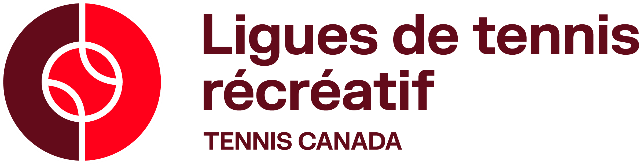 Ligues de tennis
récréatif
TENNIS CANADA